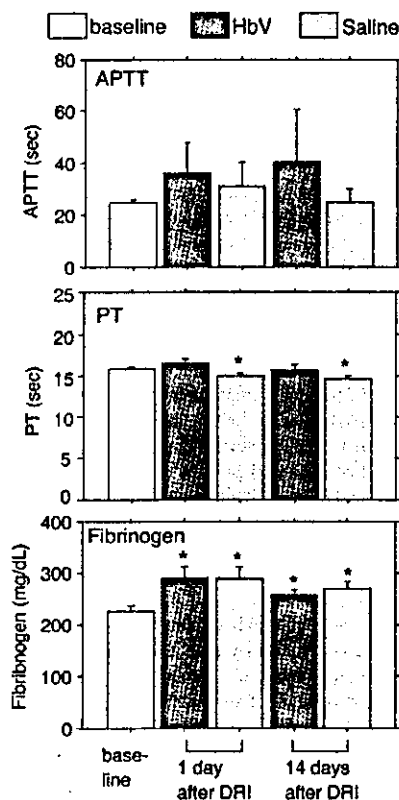 baseline HbV Saline
APTT
80
60
40
20
0
APTT (sec)
PT
25
20
15
10
5
0
PT (sec)
* *
Fibrinogen
400
300
200
100
0
Fibribnogen (mg/dL)
* * * *
base-
line
1 day
after DRI
14 days
after DRI